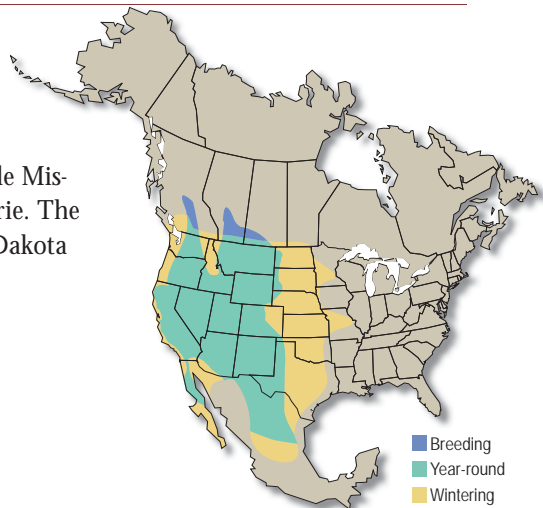 le Mis-
rie. The
Dakota
Breeding
Year-round
Wintering